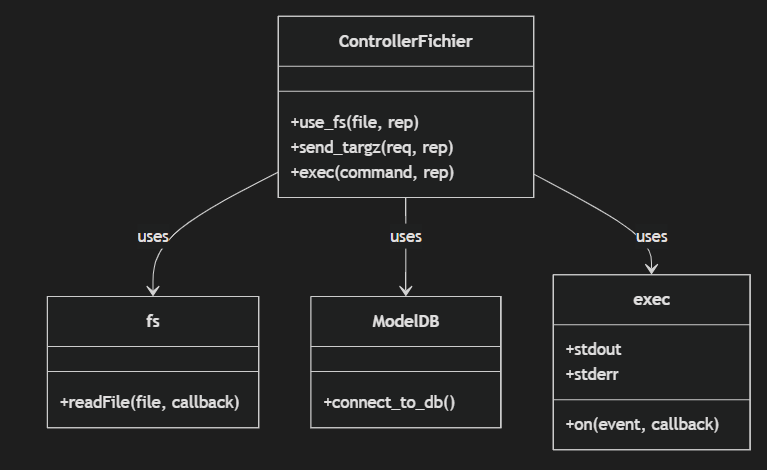 ControllerFichier
+use_fs(file, rep)
+send_targz(req, rep)
+exec(command, rep)
uses
uses
uses
fs
+readFile(file, callback)
ModelDB
+connect_to_db()
exec
+stdout
+stderr
+on(event, callback)